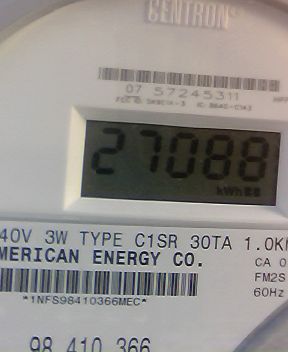 CENTRON®
07 57245311
27088
kWh
40V 3W TYPE C1SR 30TA 1.0K
MERICAN ENERGY CO.
CA 0
FM2S
60Hz
*1NFS98410366MEC*
98 410 366